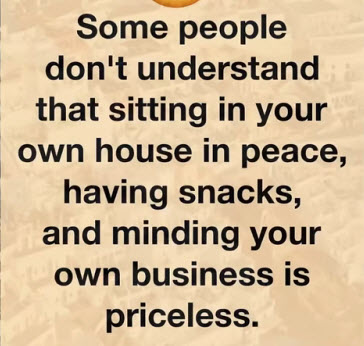 Some people
don't understand
that sitting in your
own house in peace,
having snacks,
and minding your
own business is
priceless.